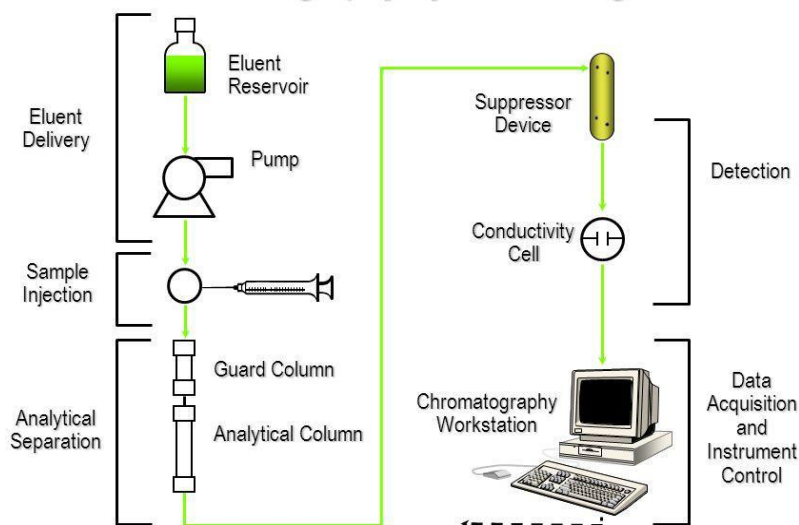 Eluent
Reservoir
Eluent
Delivery
Pump
Sample
Injection
Guard Column
Analytical
Separation
Analytical Column
Suppressor
Device
Detection
Conductivity
Cell
Chromatography
Workstation
Data
Acquisition
and
Instrument
Control